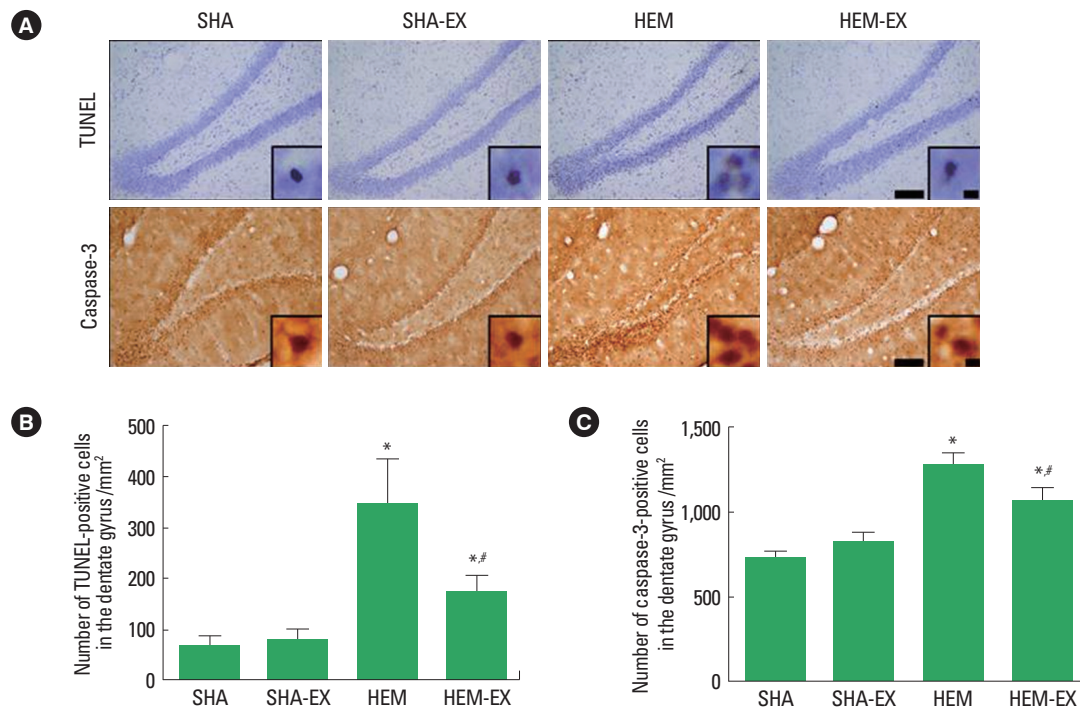 A
SHA SHA-EX HEM HEM-EX
TUNEL
Caspase-3
B
Number of TUNEL-positive cells
in the dentate gyrus /mm²
500
400
300
200
100
0
*
*,#
SHA SHA-EX HEM HEM-EX
C
Number of caspase-3-positive cells
in the dentate gyrus /mm²
1,500
1,000
500
0
*
*,#
SHA SHA-EX HEM HEM-EX